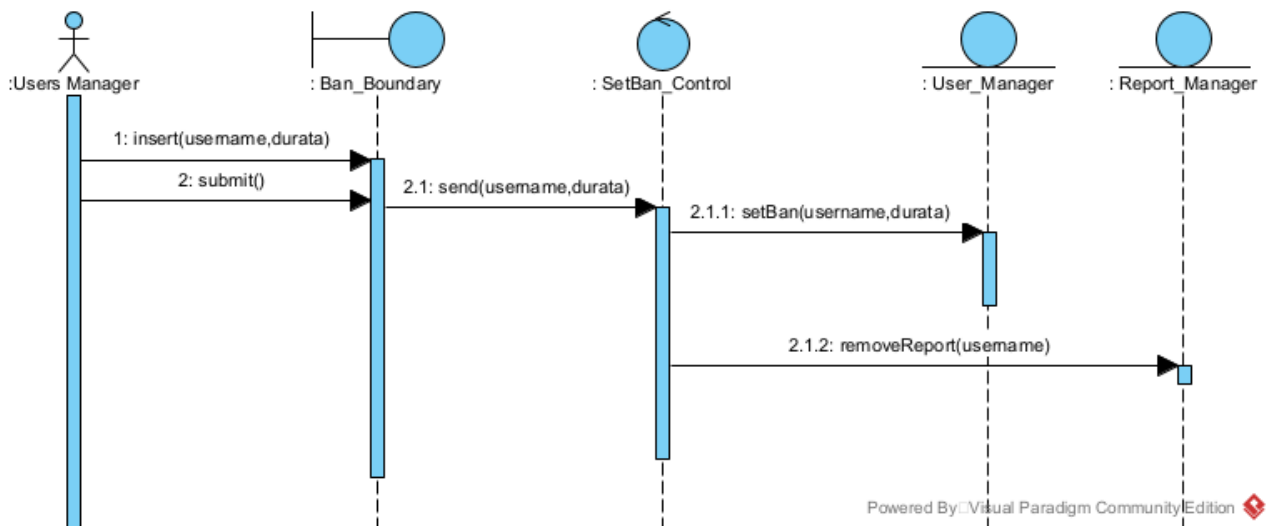 :Users Manager
: Ban_Boundary
: SetBan_Control
: User_Manager
: Report_Manager
1: insert(username,durata)
2: submit()
2.1: send(username,durata)
2.1.1: setBan(username,durata)
2.1.2: removeReport(username)
Powered By□Visual Paradigm Community Edition